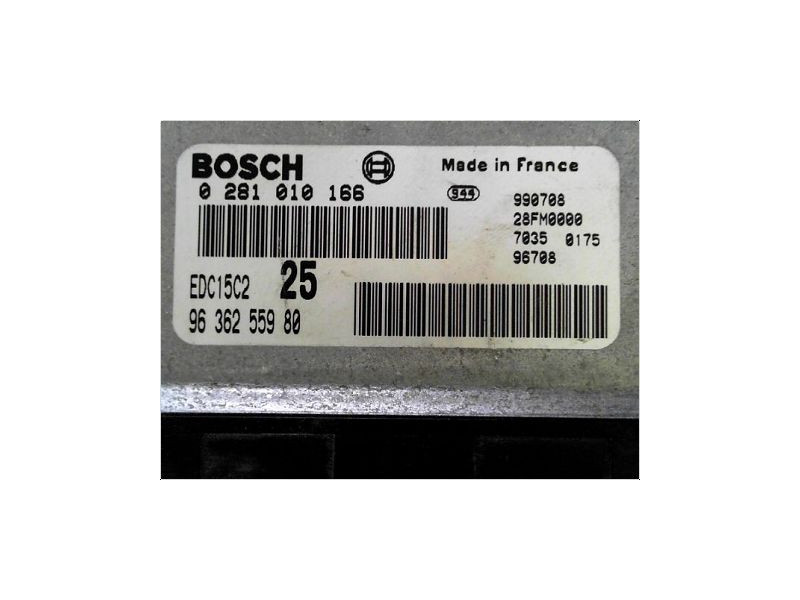 BOSCH Made in France
0 281 010 166 944 990708
28FM0000
7035 0175
96708
EDC15C2 25
96 362 559 80